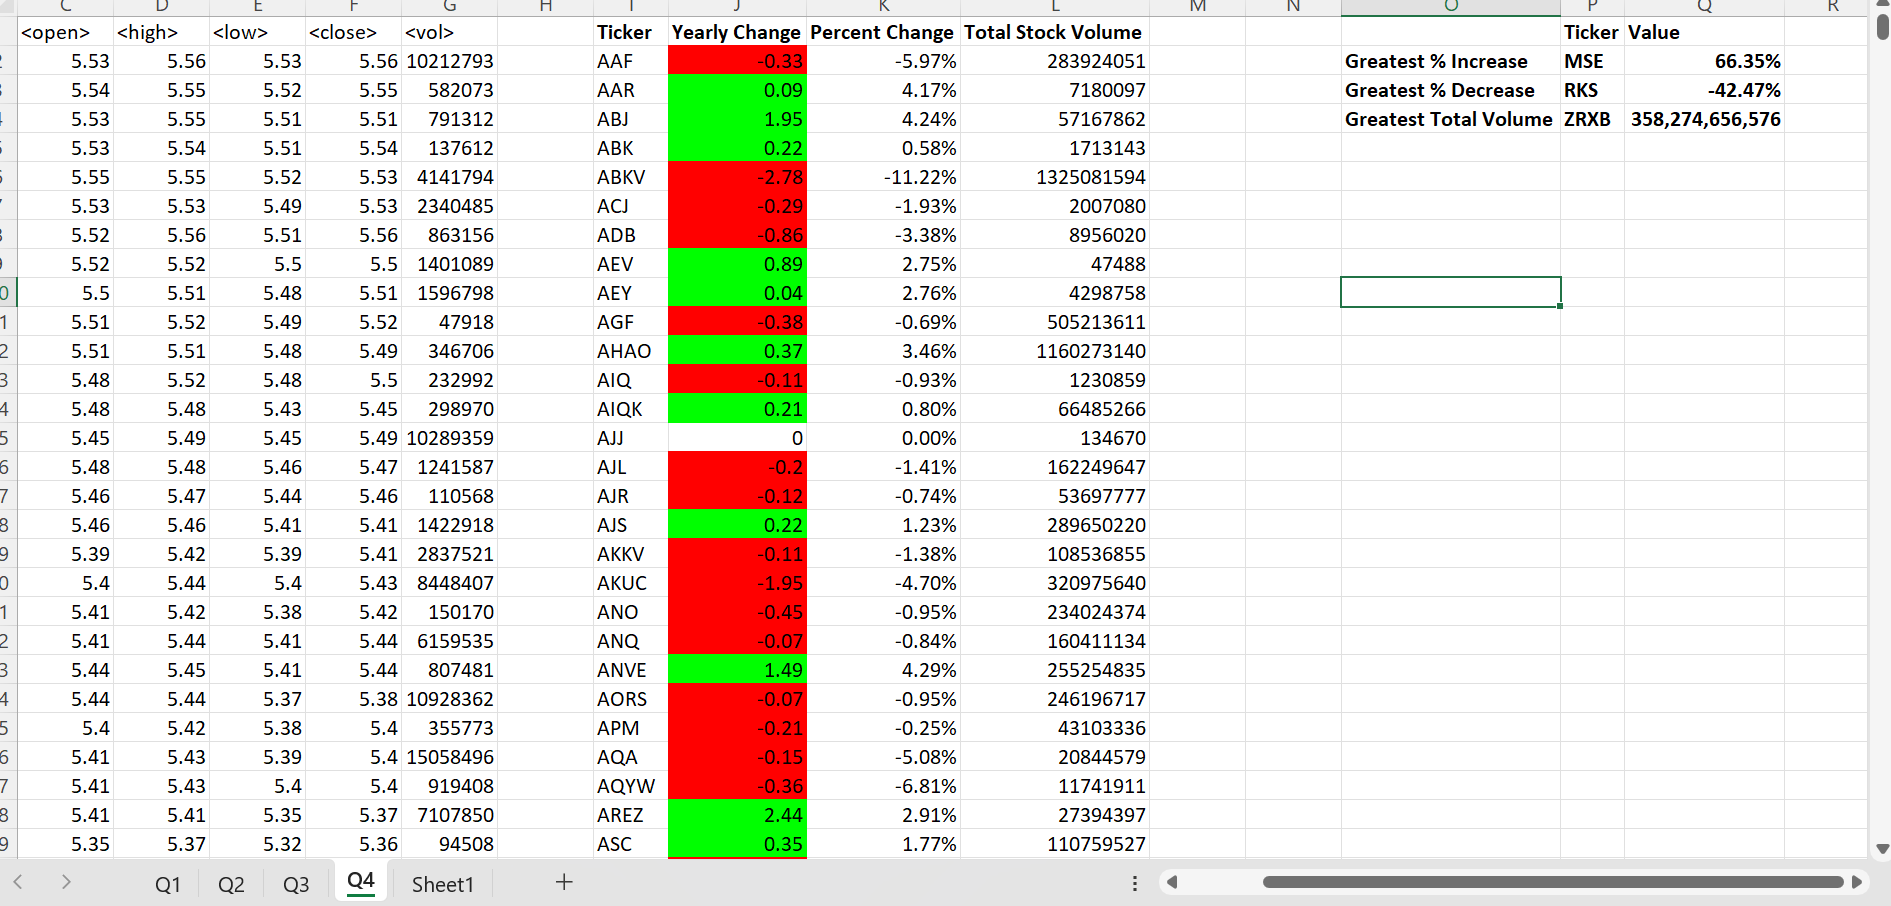 C D E F G H I J K L M N O P Q R
<open> <high> <low> <close> <vol> Ticker Yearly Change Percent Change Total Stock Volume Ticker Value
5.53 5.56 5.53 5.56 10212793 AAF -0.33 -5.97% 283924051 Greatest % Increase MSE 66.35%
5.54 5.55 5.52 5.55 582073 AAR 0.09 4.17% 7180097 Greatest % Decrease RKS -42.47%
5.53 5.55 5.51 5.51 791312 ABJ 1.95 4.24% 57167862 Greatest Total Volume ZRXB 358,274,656,576
5.53 5.54 5.51 5.54 137612 ABK 0.22 0.58% 1713143
5.55 5.55 5.52 5.53 4141794 ABKV -2.78 -11.22% 1325081594
5.53 5.53 5.49 5.53 2340485 ACJ -0.29 -1.93% 2007080
5.52 5.56 5.51 5.56 863156 ADB -0.86 -3.38% 8956020
5.52 5.52 5.5 5.5 1401089 AEV 0.89 2.75% 47488
5.5 5.51 5.48 5.51 1596798 AEY 0.04 2.76% 4298758
5.51 5.52 5.49 5.52 47918 AGF -0.38 -0.69% 505213611
5.51 5.51 5.48 5.49 346706 AHAO 0.37 3.46% 1160273140
5.48 5.52 5.48 5.5 232992 AIQ -0.11 -0.93% 1230859
5.48 5.48 5.43 5.45 298970 AIQK 0.21 0.80% 66485266
5.45 5.49 5.45 5.49 10289359 AJJ 0 0.00% 134670
5.48 5.48 5.46 5.47 1241587 AJL -0.2 -1.41% 162249647
5.46 5.47 5.44 5.46 110568 AJR -0.12 -0.74% 53697777
5.46 5.46 5.41 5.41 1422918 AJS 0.22 1.23% 289650220
5.39 5.42 5.39 5.41 2837521 AKKV -0.11 -1.38% 108536855
5.4 5.44 5.4 5.43 8448407 AKUC -1.95 -4.70% 320975640
5.41 5.42 5.38 5.42 150170 ANO -0.45 -0.95% 234024374
5.41 5.44 5.41 5.44 6159535 ANQ -0.07 -0.84% 160411134
5.44 5.45 5.41 5.44 807481 ANVE 1.49 4.29% 255254835
5.44 5.44 5.37 5.38 10928362 AORS -0.07 -0.95% 246196717
5.4 5.42 5.38 5.4 355773 APM -0.21 -0.25% 43103336
5.41 5.43 5.39 5.4 15058496 AQA -0.15 -5.08% 20844579
5.41 5.43 5.4 5.4 919408 AQYW -0.36 -6.81% 11741911
5.41 5.41 5.35 5.37 7107850 AREZ 2.44 2.91% 27394397
5.35 5.37 5.32 5.36 94508 ASC 0.35 1.77% 110759527
Q1 Q2 Q3 Q4 Sheet1